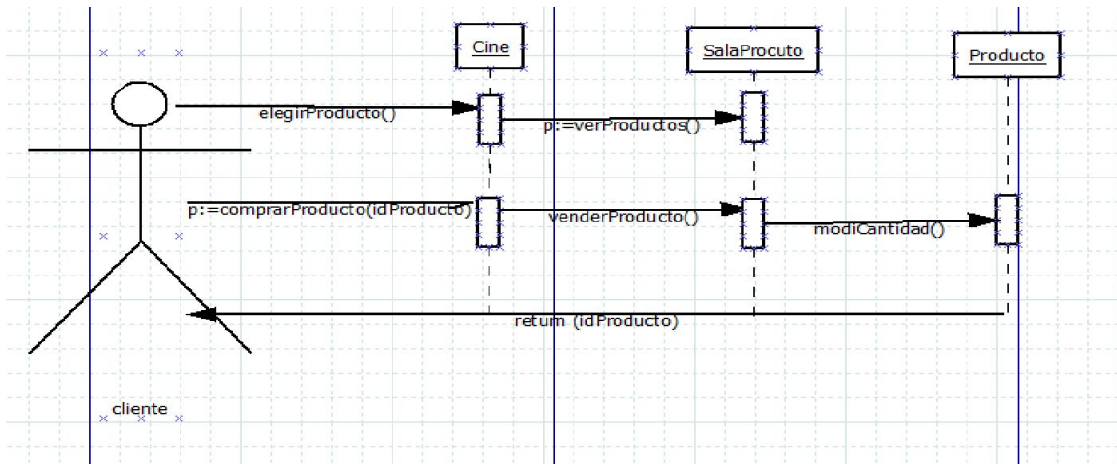 Cine
SalaProcuto
Producto
elegirProducto()
p:=verProductos()
p:=comprarProducto(idProducto)
venderProducto()
modiCantidad()
return (idProducto)
cliente